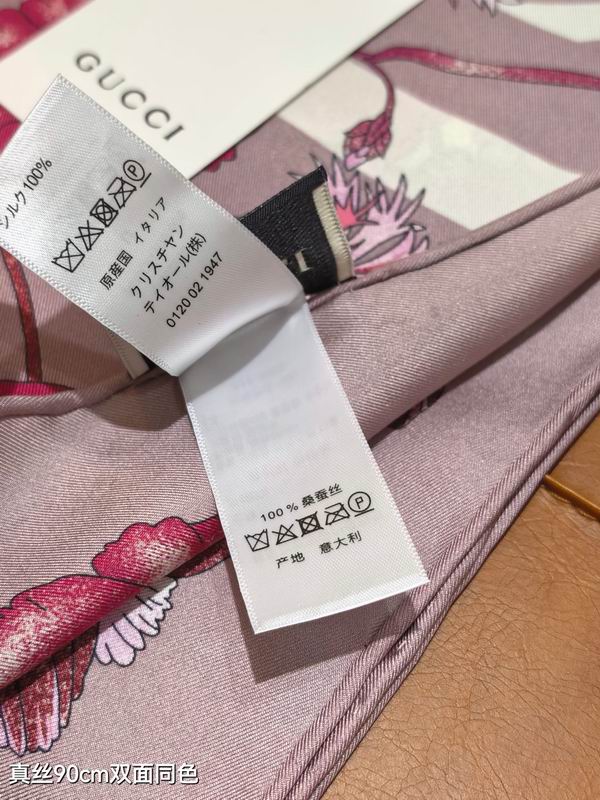 GUCCI
シルク100%
原産国 イタリア
クリスチャン
ディオール(株)
0120 02 1947
100 % 桑蚕丝
产地 意大利
真丝90cm双面同色